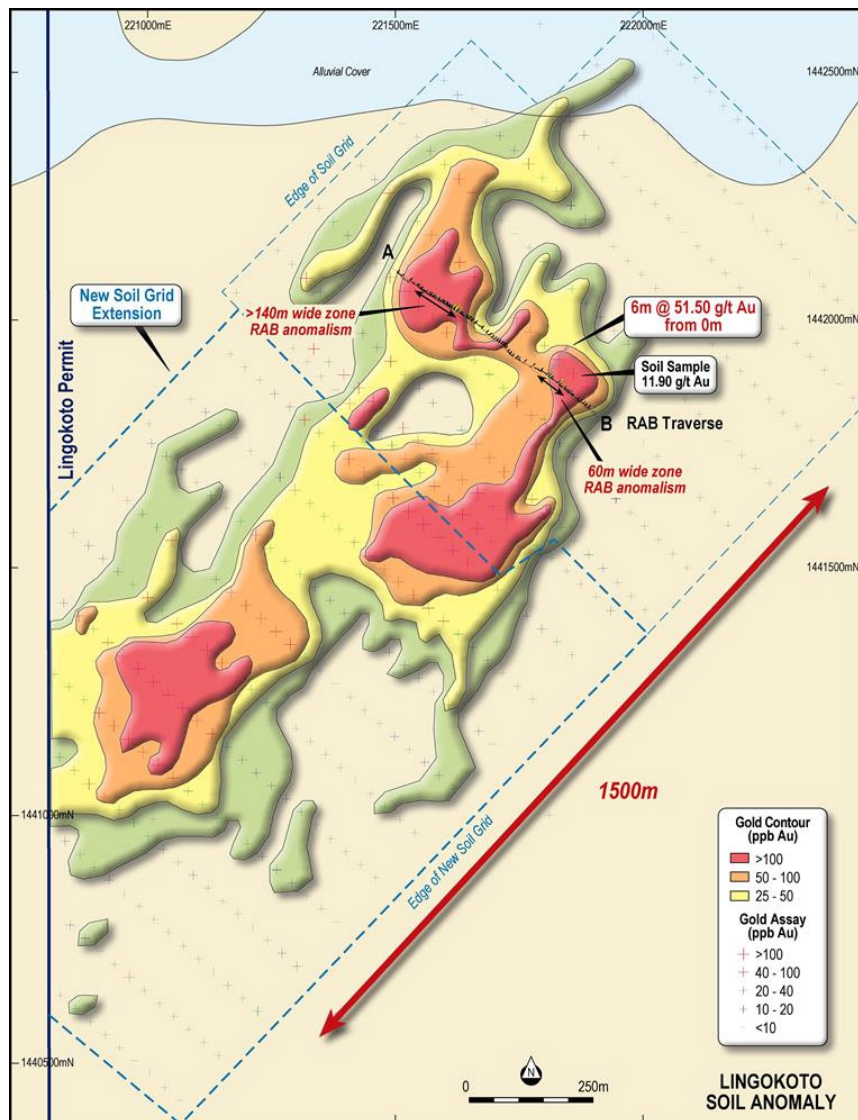 221000mE
221500mE
222000mE
Alluvial Cover
1442500mN
Edge of Soil Grid
A
New Soil Grid
Extension
>140m wide zone
RAB anomalism
6m @ 51.50 g/t Au
from 0m
1442000mN
Soil Sample
11.90 g/t Au
Lingokoto Permit
B
RAB Traverse
60m wide zone
RAB anomalism
1441500mN
1500m
1441000mN
Edge of New Soil Grid
Gold Contour
(ppb Au)
>100
50 - 100
25 - 50
Gold Assay
(ppb Au)
>100
40 - 100
20 - 40
10 - 20
<10
1440500mN
N
0
250m
LINGOKOTO
SOIL ANOMALY